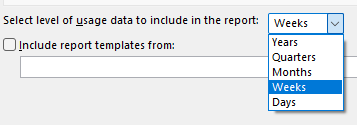 Select level of usage data to include in the report: Weeks
Years
Include report templates from:
Quarters
Months
Weeks
Days